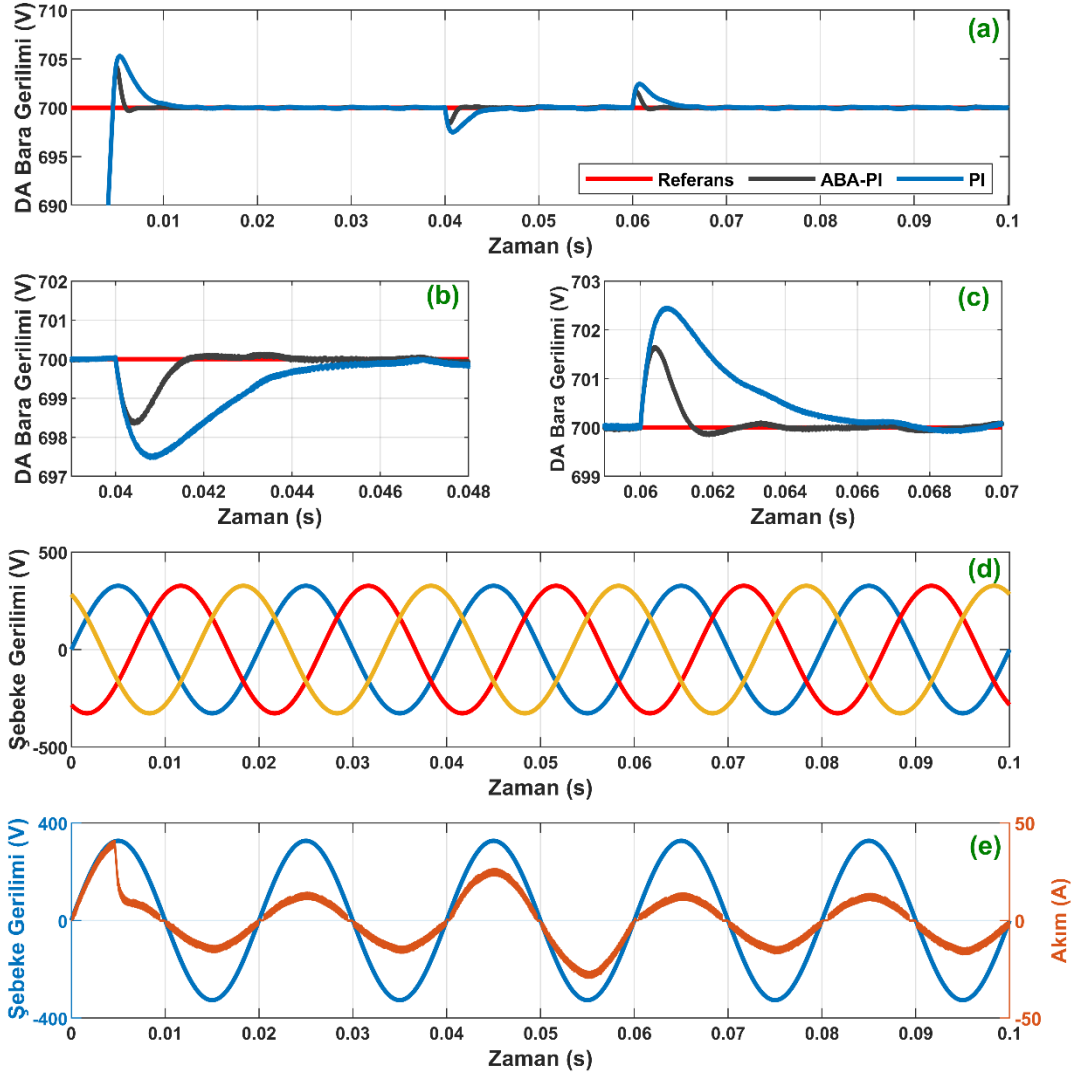 710
705
700
695
690
DA Bara Gerilimi (V)
(a)
Referans ABA-PI PI
0.01 0.02 0.03 0.04 0.05 0.06 0.07 0.08 0.09 0.1
Zaman (s)
702
701
700
699
698
697
DA Bara Gerilimi (V)
(b)
0.04 0.042 0.044 0.046 0.048
Zaman (s)
703
702
701
700
699
DA Bara Gerilimi (V)
(c)
0.06 0.062 0.064 0.066 0.068 0.07
Zaman (s)
500
0
-500
Şebeke Gerilimi (V)
(d)
0 0.01 0.02 0.03 0.04 0.05 0.06 0.07 0.08 0.09 0.1
Zaman (s)
400
0
-400
Şebeke Gerilimi (V)
(e)
50
0
-50
Akım (A)
0 0.01 0.02 0.03 0.04 0.05 0.06 0.07 0.08 0.09 0.1
Zaman (s)